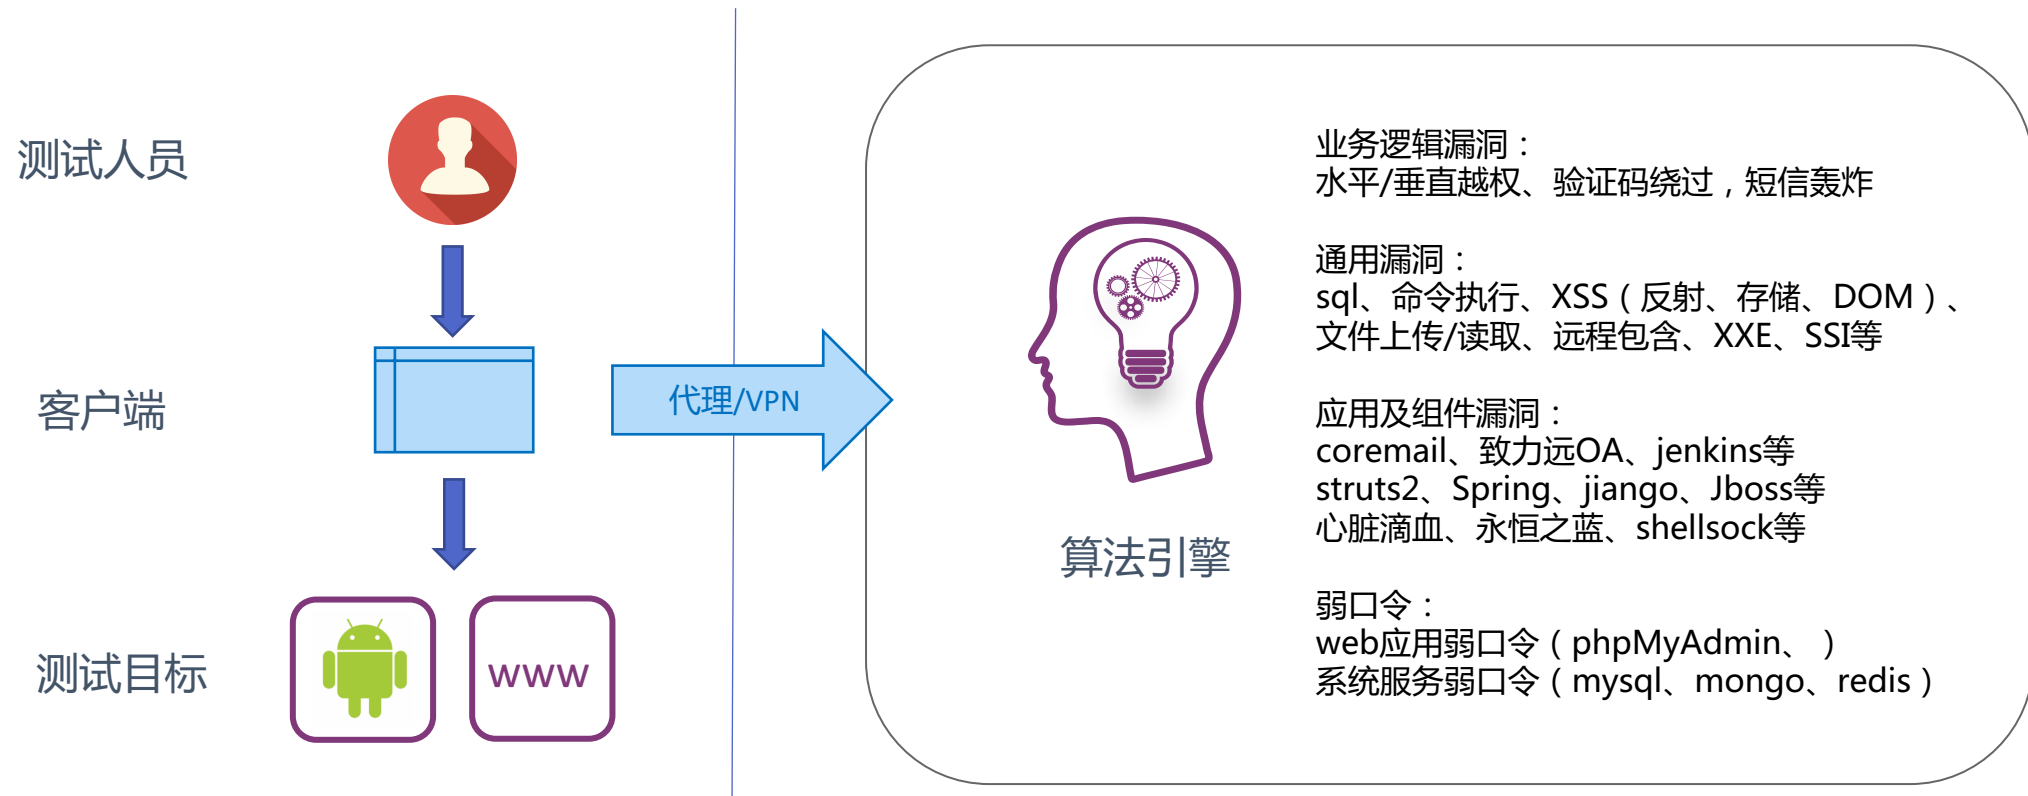 测试人员
客户端
测试目标
www
代理/VPN
算法引擎
业务逻辑漏洞：
水平/垂直越权、验证码绕过，短信轰炸
通用漏洞：
sql、命令执行、XSS（反射、存储、DOM）、
文件上传/读取、远程包含、XXE、SSI等
应用及组件漏洞：
coremail、致力远OA、jenkins等
struts2、Spring、jiango、Jboss等
心脏滴血、永恒之蓝、shellsock等
弱口令：
web应用弱口令（phpMyAdmin、）
系统服务弱口令（mysql、mongo、redis）